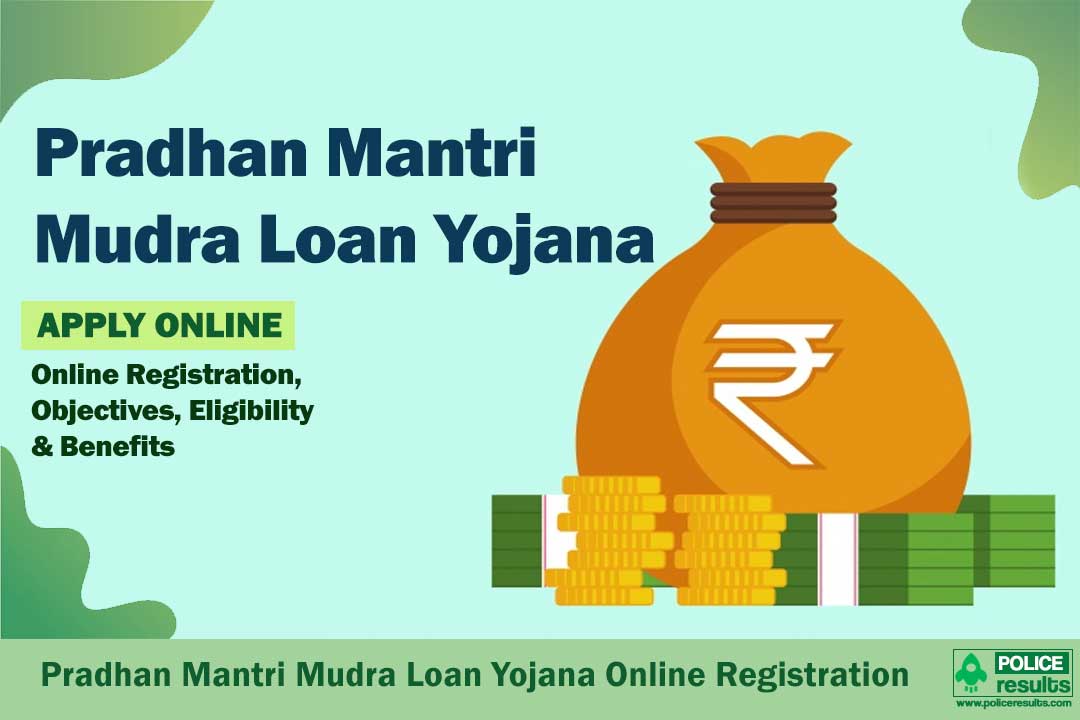 Pradhan Mantri
Mudra Loan Yojana
APPLY ONLINE
Online Registration,
Objectives, Eligibility
& Benefits
₹
Pradhan Mantri Mudra Loan Yojana Online Registration
POLICE
results
www.policeresults.com